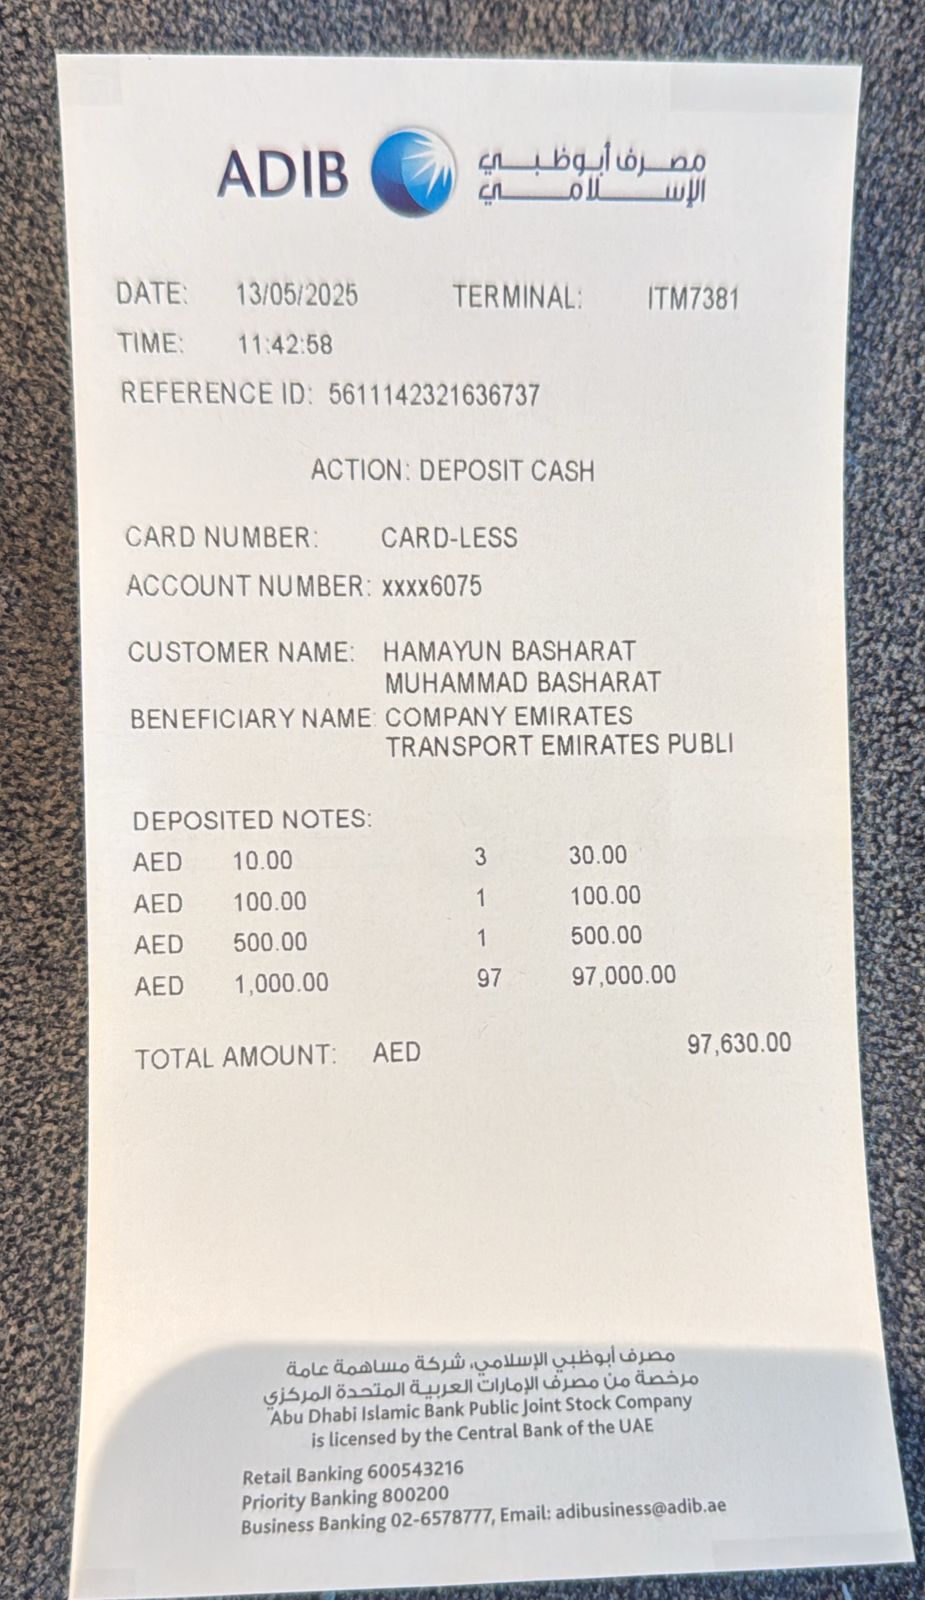 ADIB
مصرف أبوظبي
الإسلامي
DATE: 13/05/2025 TERMINAL: ITM7381
TIME: 11:42:58
REFERENCE ID: 5611142321636737
ACTION: DEPOSIT CASH
CARD NUMBER: CARD-LESS
ACCOUNT NUMBER: xxxx6075
CUSTOMER NAME: HAMAYUN BASHARAT
MUHAMMAD BASHARAT
BENEFICIARY NAME: COMPANY EMIRATES
TRANSPORT EMIRATES PUBLI
DEPOSITED NOTES:
AED 10.00 3 30.00
AED 100.00 1 100.00
AED 500.00 1 500.00
AED 1,000.00 97 97,000.00
TOTAL AMOUNT: AED 97,630.00
مصرف أبوظبي الإسلامي، شركة مساهمة عامة
مرخصة من مصرف الإمارات العربية المتحدة المركزي
Abu Dhabi Islamic Bank Public Joint Stock Company
is licensed by the Central Bank of the UAE
Retail Banking 600543216
Priority Banking 800200
Business Banking 02-6578777, Email: adibusiness@adib.ae